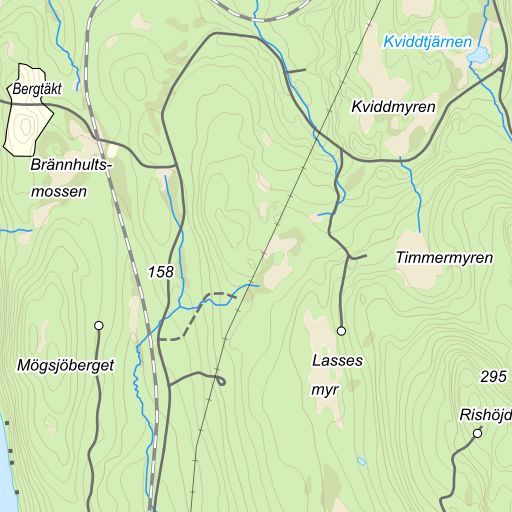 Kviddtjärnen
Bergtäkt
Kviddmyren
Brännhults-
mossen
158
Timmermyren
Mögsjöberget
Lasses
myr
295
Rishöjd